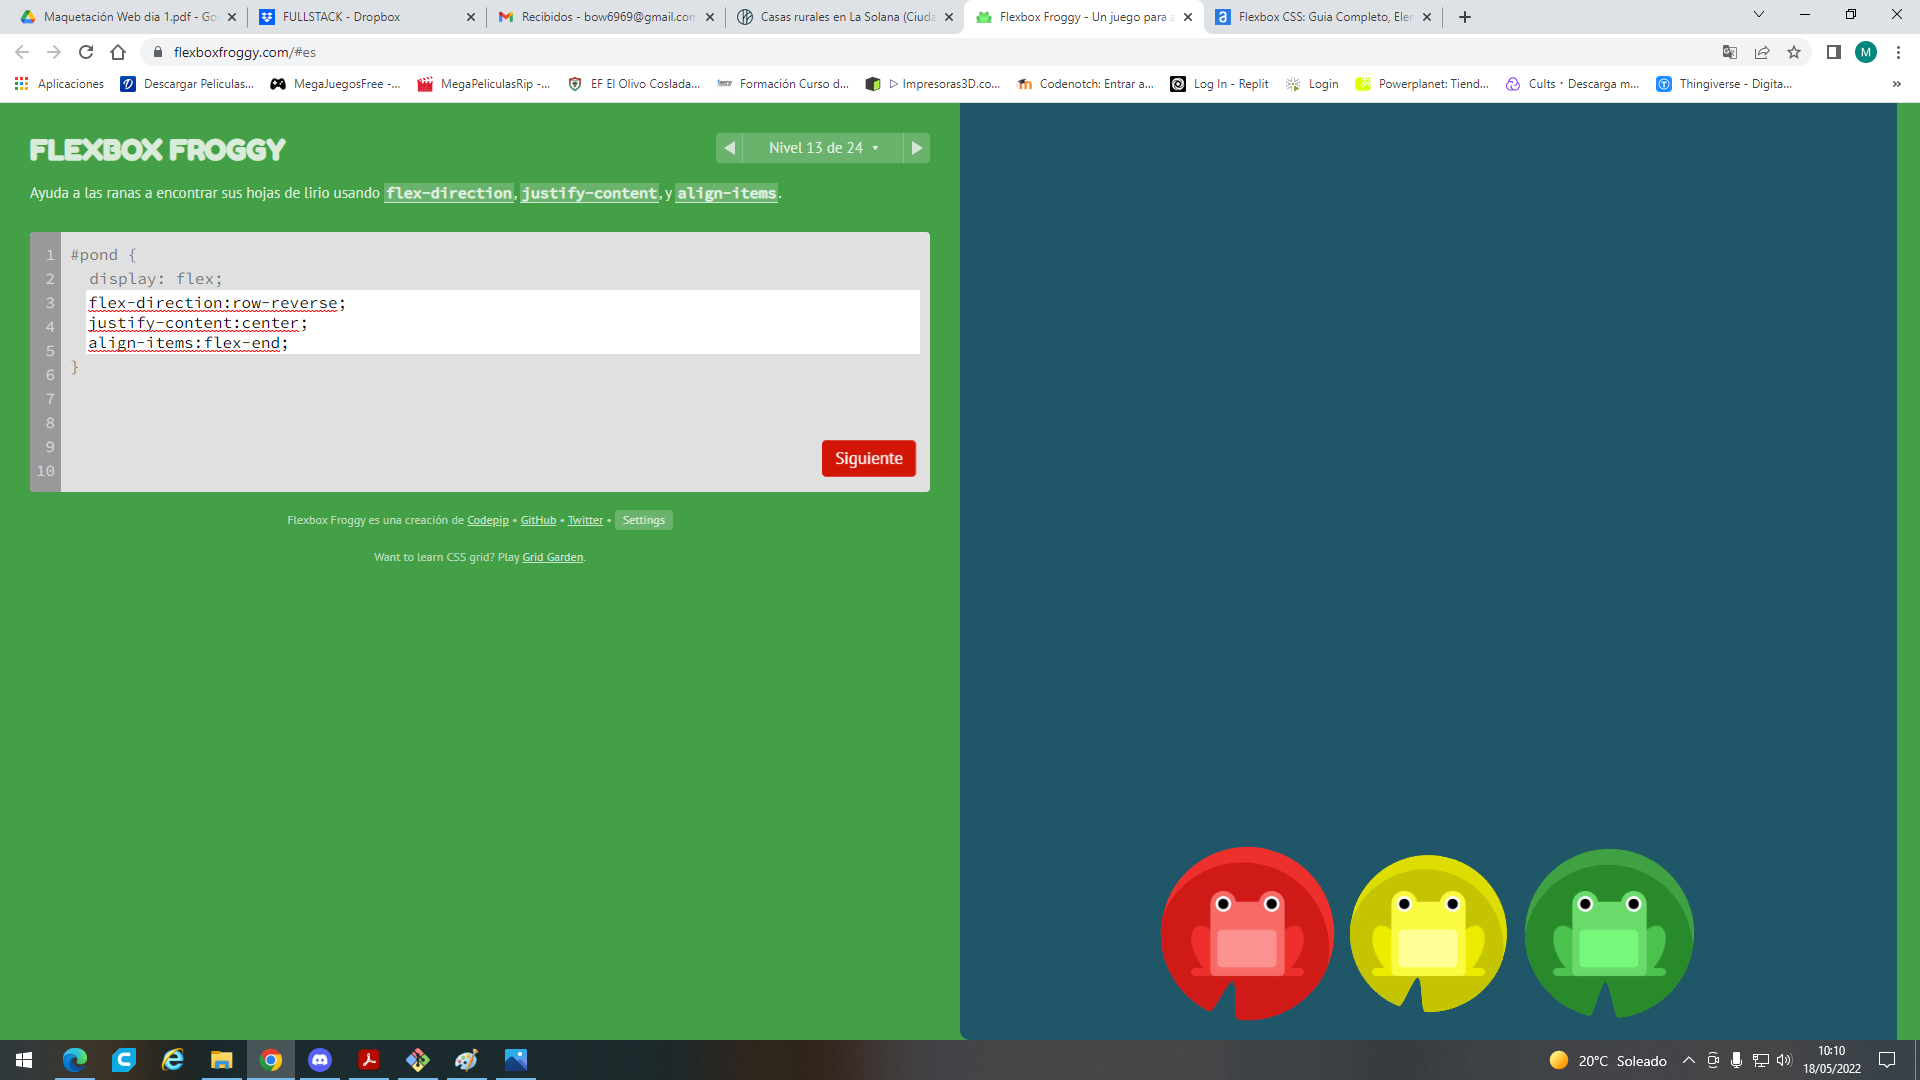 Maquetación Web dia 1.pdf - Go
FULLSTACK - Dropbox
Recibidos - bow6969@gmail.com
Casas rurales en La Solana (Ciuda
Flexbox Froggy - Un juego para a
Flexbox CSS: Guia Completo, Eler
flexboxfroggy.com/#es
M
Aplicaciones
Descargar Peliculas...
MegaJuegosFree -...
MegaPeliculasRip -...
EF El Olivo Coslada...
Formación Curso d...
▷ Impresoras3D.co...
Codenotch: Entrar a...
Log In - Replit
Login
Powerplanet: Tiend...
Cults · Descarga m...
Thingiverse - Digita...
»
FLEXBOX FROGGY
Nivel 13 de 24
Ayuda a las ranas a encontrar sus hojas de lirio usando flex-direction, justify-content, y align-items.
1 #pond {
2 display: flex;
3 flex-direction:row-reverse;
4 justify-content:center;
5 align-items:flex-end;
6 }
7
8
9
10
Siguiente
Flexbox Froggy es una creación de Codepip • GitHub • Twitter • Settings
Want to learn CSS grid? Play Grid Garden.
20°C Soleado
10:10
18/05/2022